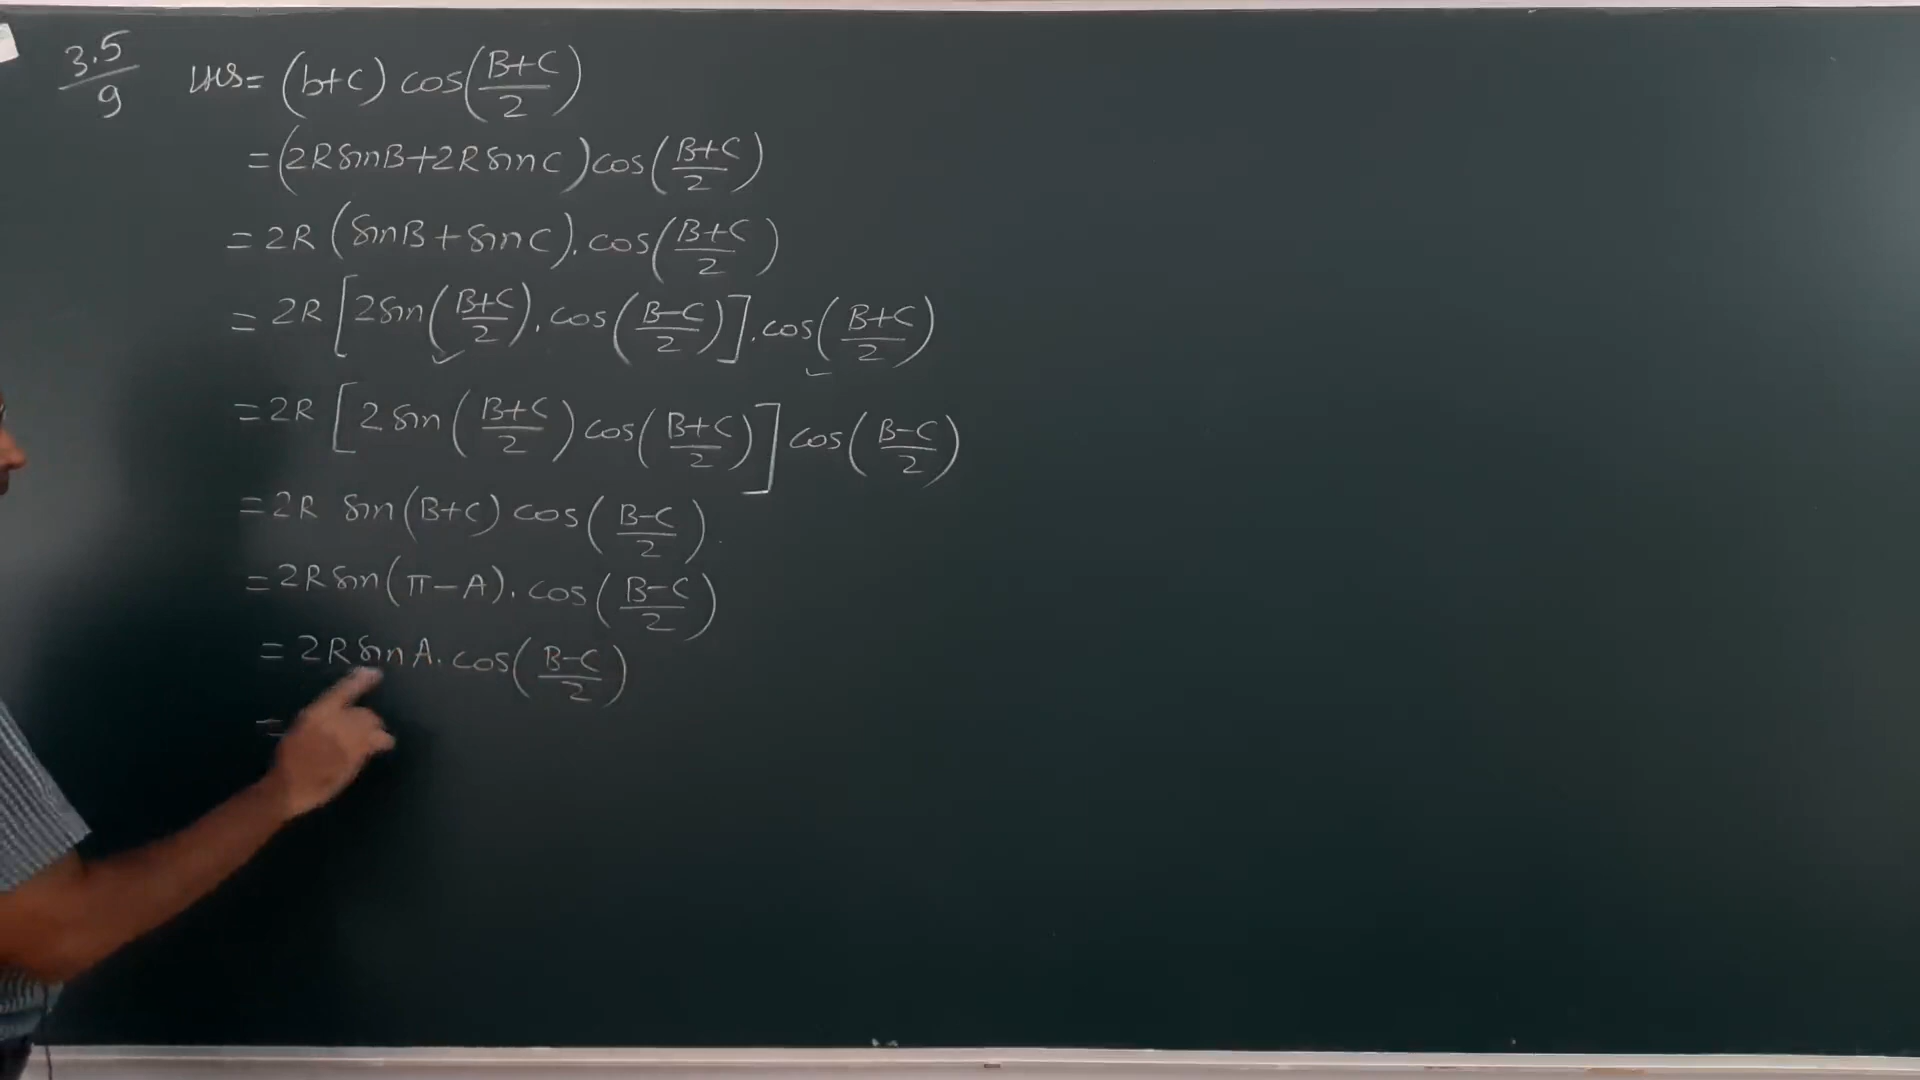 3.5/9 LHS = (b+c) cos((B+C)/2)
= (2R sinB + 2R sinC) cos((B+C)/2)
= 2R (sinB + sinC). cos((B+C)/2)
= 2R [2sin((B+C)/2). cos((B-C)/2)]. cos((B+C)/2)
= 2R [2 sin((B+C)/2) cos((B+C)/2)] cos((B-C)/2)
= 2R sin(B+C) cos((B-C)/2).
= 2R sin(π-A). cos((B-C)/2)
= 2R sinA. cos((B-C)/2)
=